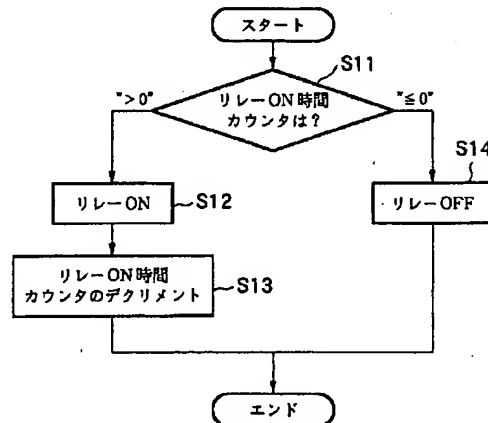 スタート
S11
">0"
リレーON時間
カウンタは?
"≦0"
S14
リレーON
S12
リレーOFF
リレーON時間
カウンタのデクリメント
S13
エンド